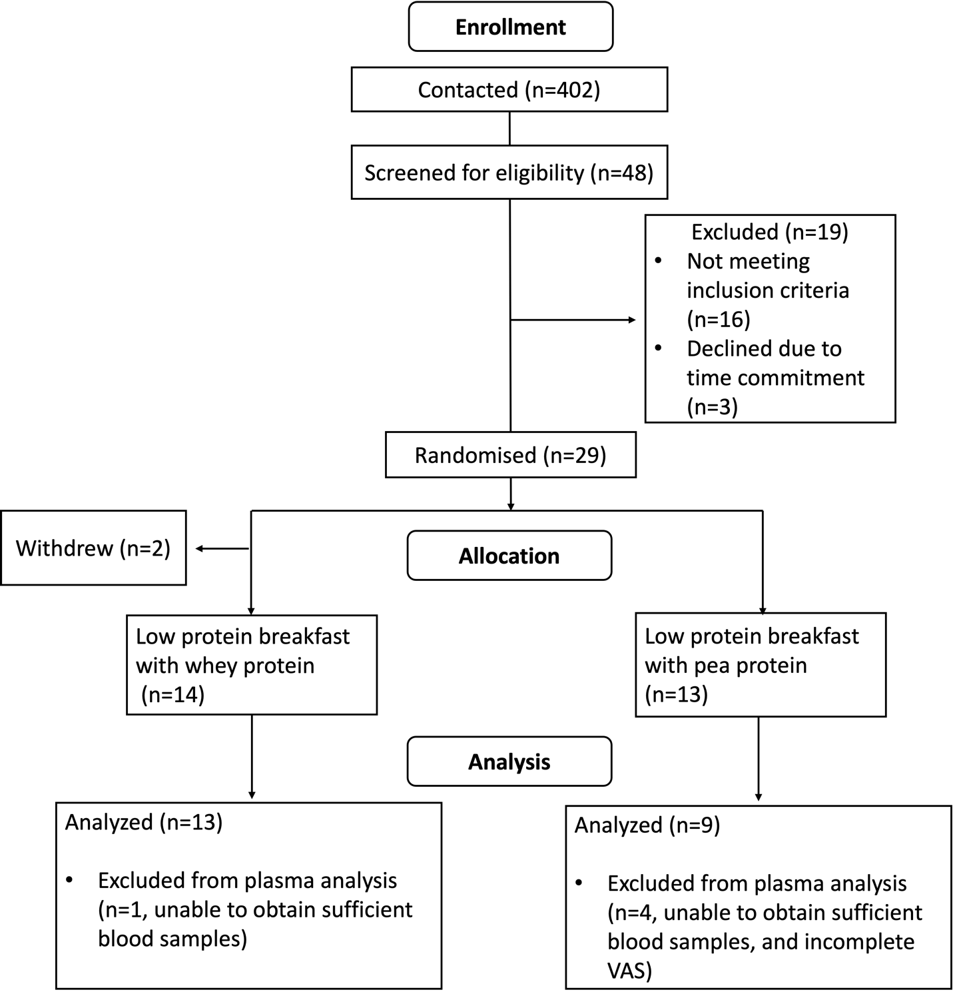 Enrollment
Contacted (n=402)
Screened for eligibility (n=48)
Excluded (n=19)
• Not meeting
inclusion criteria
(n=16)
• Declined due to
time commitment
(n=3)
Randomised (n=29)
Withdrew (n=2)
Allocation
Low protein breakfast
with whey protein
(n=14)
Low protein breakfast
with pea protein
(n=13)
Analysis
Analyzed (n=13)
• Excluded from plasma analysis
(n=1, unable to obtain sufficient
blood samples)
Analyzed (n=9)
• Excluded from plasma analysis
(n=4, unable to obtain sufficient
blood samples, and incomplete
VAS)